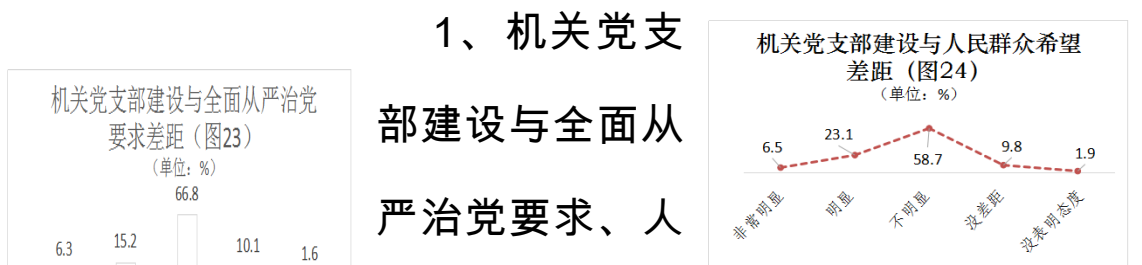 机关党支部建设与全面从严治党
要求差距（图23）
（单位：%）
66.8
15.2
6.3
10.1
1.6
1、机关党支
部建设与全面从
严治党要求、人
机关党支部建设与人民群众希望
差距（图24）
（单位：%）
6.5
23.1
58.7
9.8
1.9
非常明显
明显
不明显
没差距
没表明态度